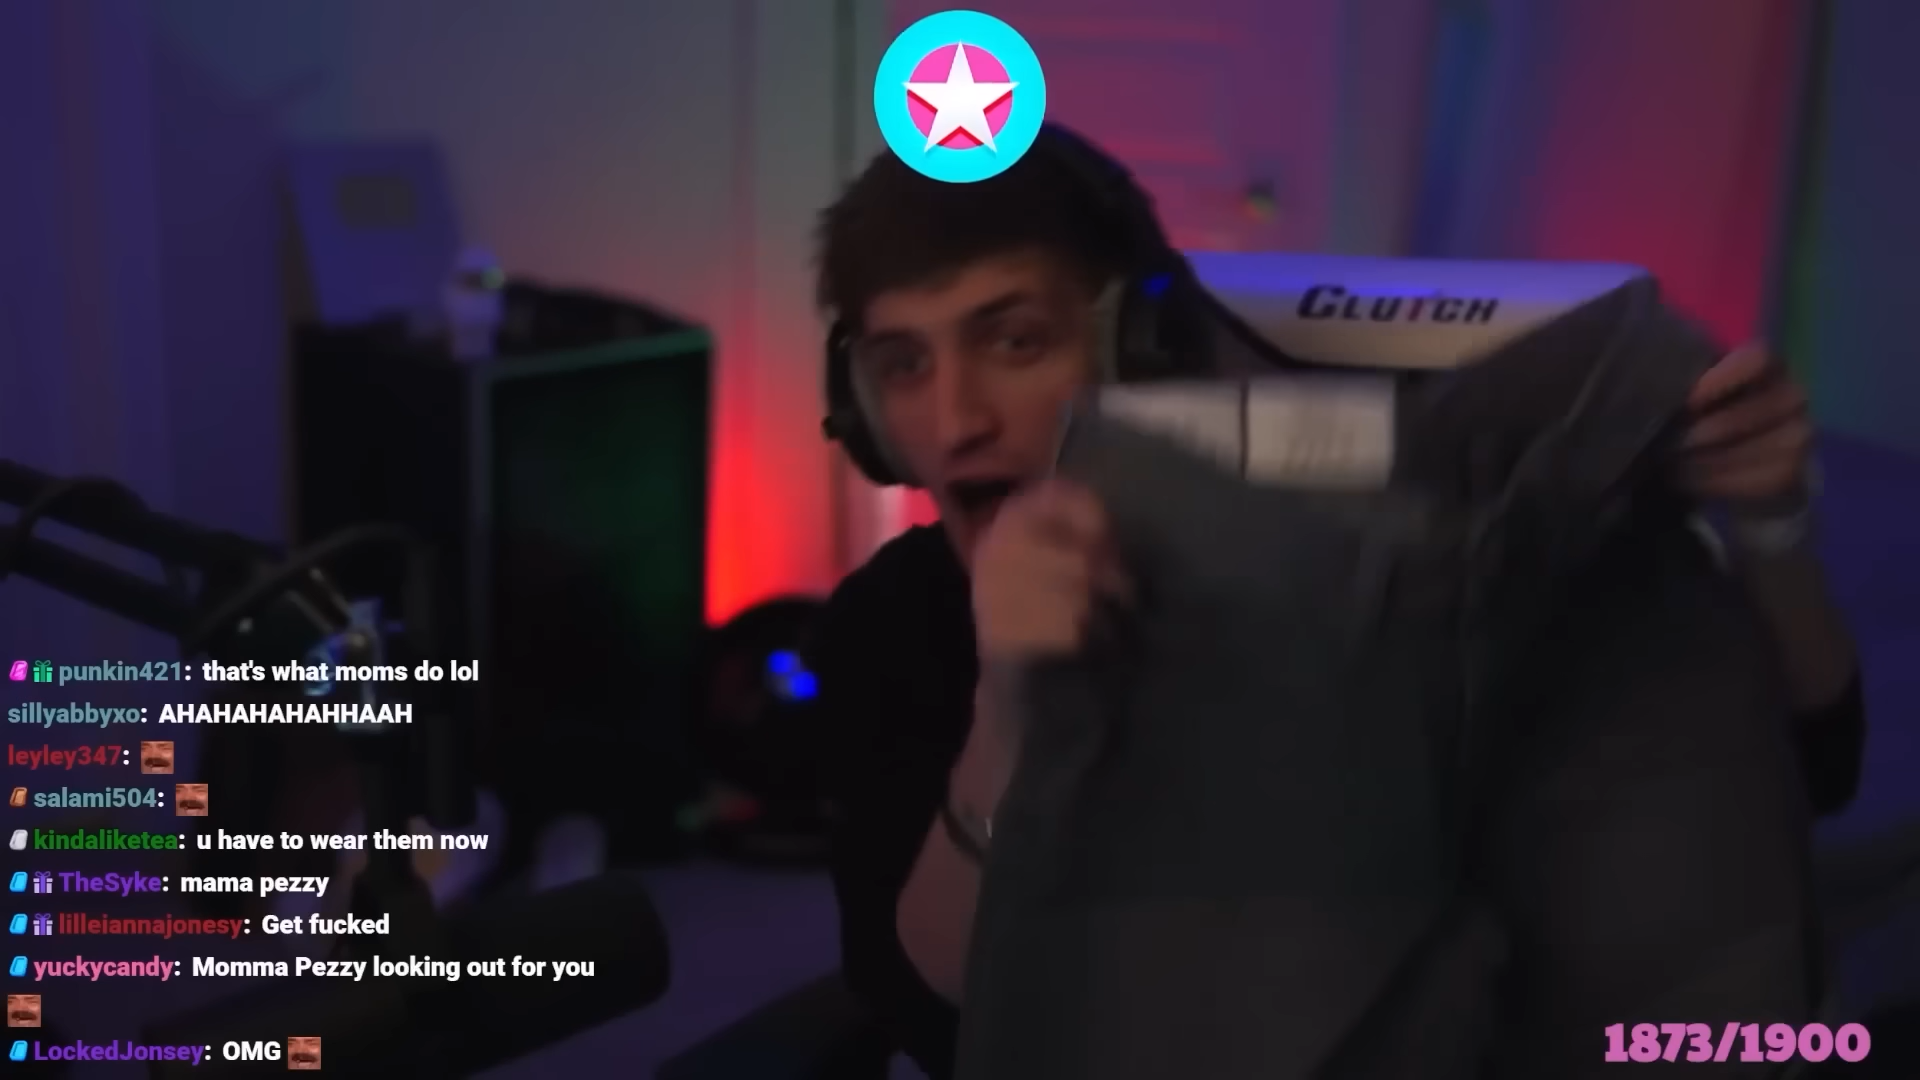 CLUTCH
punkin421: that's what moms do lol
sillyabbyxo: AHAHAHAHAHHAAH
leyley347:
salami504:
kindaliketea: u have to wear them now
TheSyke: mama pezzy
lilleiannajonesy: Get fucked
yuckycandy: Momma Pezzy looking out for you
LockedJonsey: OMG
1873/1900